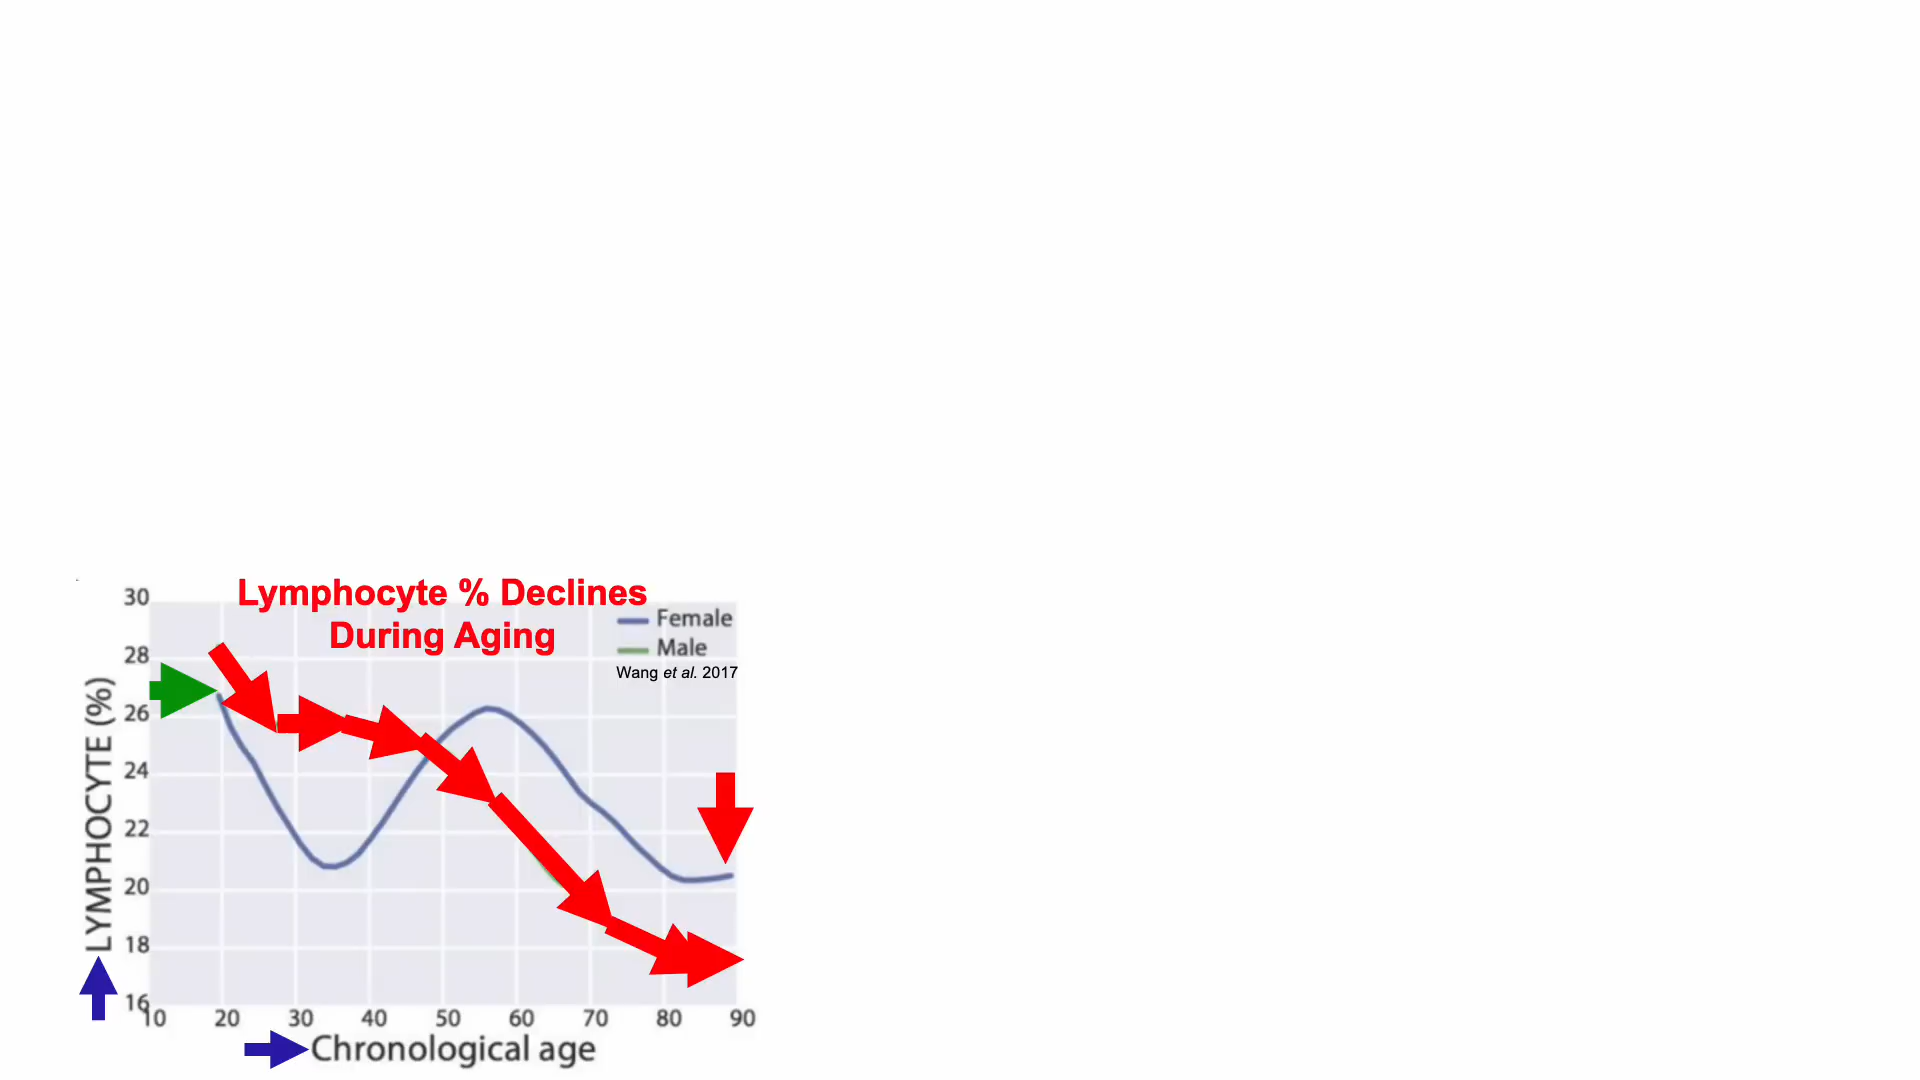 Lymphocyte % Declines
During Aging
Female
Male
Wang et al. 2017
LYMPHOCYTE (%)
30
28
26
24
22
20
18
16
10 20 30 40 50 60 70 80 90
Chronological age